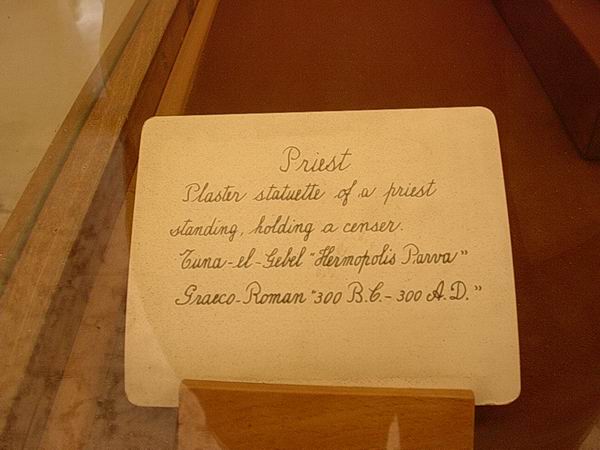 Priest
Plaster statuette of a priest
standing, holding a censer.
Tuna-el-Gebel "Hermopolis Parva"
Graeco-Roman "300 B.C.-300 A.D."